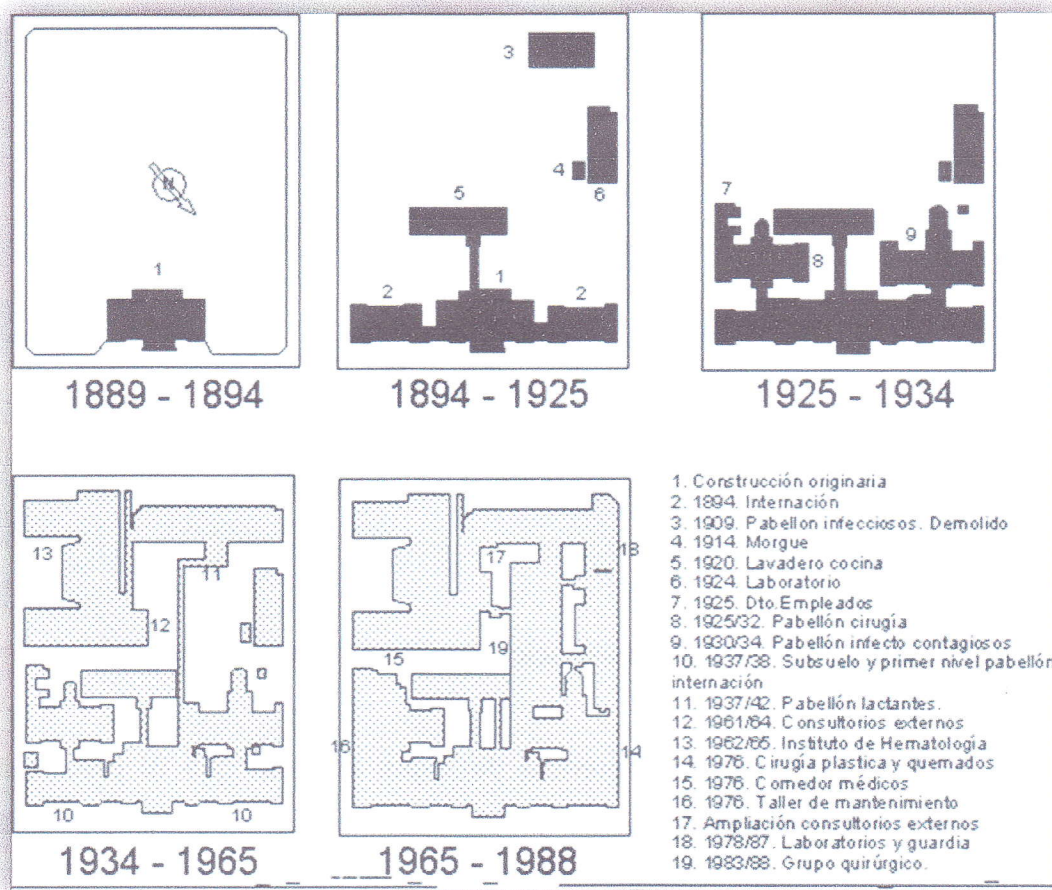 N
1
1889 - 1894
3
4
6
5
1
2
2
1894 - 1925
7
8
9
1925 - 1934
13
11
12
10
10
1934 - 1965
17
18
19
15
16
14
1965 - 1988
1. Construcción originaria
2. 1894. Internación
3. 1909. Pabellon infecciosos. Demolido
4. 1914. Morgue
5. 1920. Lavadero cocina
6. 1924. Laboratorio
7. 1925. Dto.Empleados
8. 1925/32. Pabellón cirugía
9. 1930/34. Pabellón infecto contagiosos
10. 1937/38. Subsuelo y primer nivel pabellón
internación
11. 1937/42. Pabellón lactantes.
12. 1961/64. Consultorios externos
13. 1962/65. Instituto de Hematología
14. 1976. Cirugía plastica y quemados
15. 1976. Comedor médicos
16. 1976. Taller de mantenimiento
17. Ampliación consultorios externos
18. 1978/87. Laboratorios y guardia
19. 1983/88. Grupo quirúrgico.